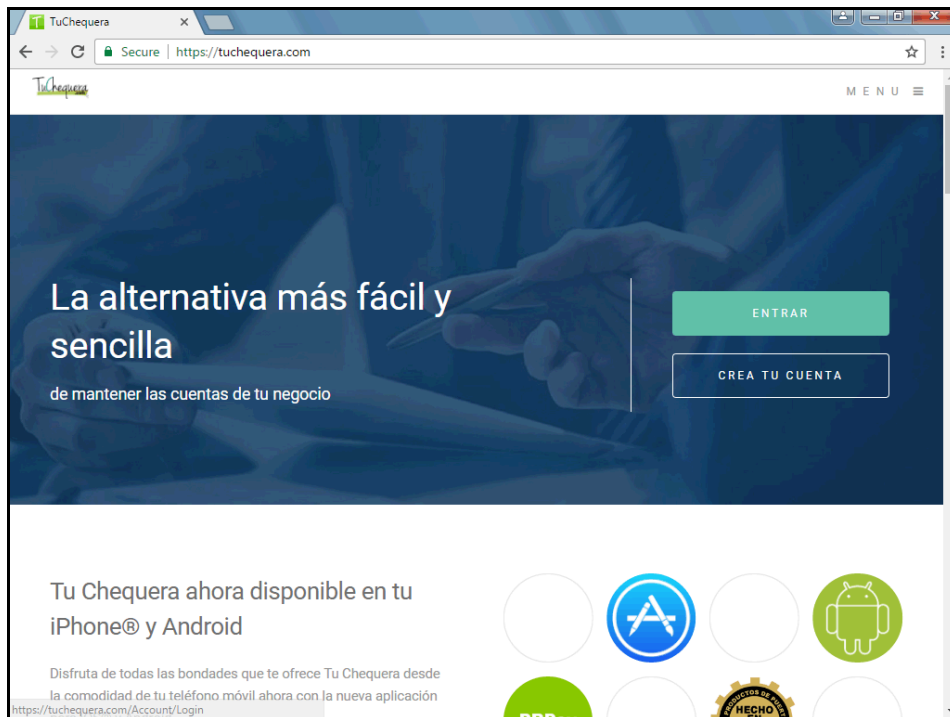 TuChequera
Secure | https://tuchequera.com
TuChequera
MENU
La alternativa más fácil y
sencilla
de mantener las cuentas de tu negocio
ENTRAR
CREA TU CUENTA
Tu Chequera ahora disponible en tu
iPhone® y Android
Disfruta de todas las bondades que te ofrece Tu Chequera desde
la comodidad de tu teléfono móvil ahora con la nueva aplicación
PRODUCTOS DE
HECHO
https://tuchequera.com/Account/Login